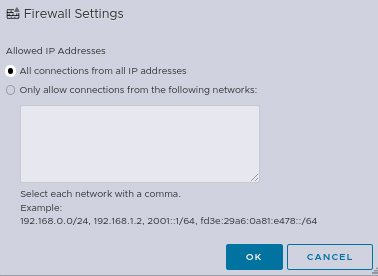 Firewall Settings
Allowed IP Addresses
All connections from all IP addresses
Only allow connections from the following networks:
Select each network with a comma.
Example:
192.168.0.0/24, 192.168.1.2, 2001::1/64, fd3e:29a6:0a81:e478::/64
OK
CANCEL